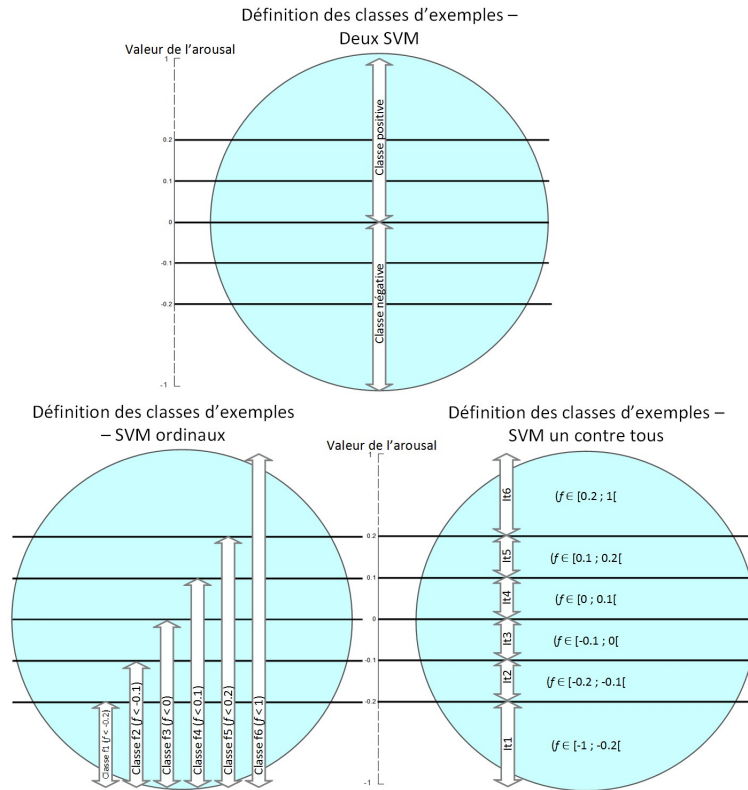 Définition des classes d'exemples –
Deux SVM
Valeur de l'arousal
1
0.2
0.1
0
-0.1
-0.2
-1
Classe positive
Classe négative
Définition des classes d'exemples
– SVM ordinaux
Classe f1 (f < -0.2)
Classe f2 (f < -0.1)
Classe f3 (f < 0)
Classe f4 (f < 0.1)
Classe f5 (f < 0.2)
Classe f6 (f < 1)
Définition des classes d'exemples –
SVM un contre tous
Valeur de l'arousal
1
0.2
0.1
0
-0.1
-0.2
-1
It6
(f ∈ [0.2 ; 1[
It5
(f ∈ [0.1 ; 0.2[
It4
(f ∈ [0 ; 0.1[
It3
(f ∈ [-0.1 ; 0[
It2
(f ∈ [-0.2 ; -0.1[
It1
(f ∈ [-1 ; -0.2[